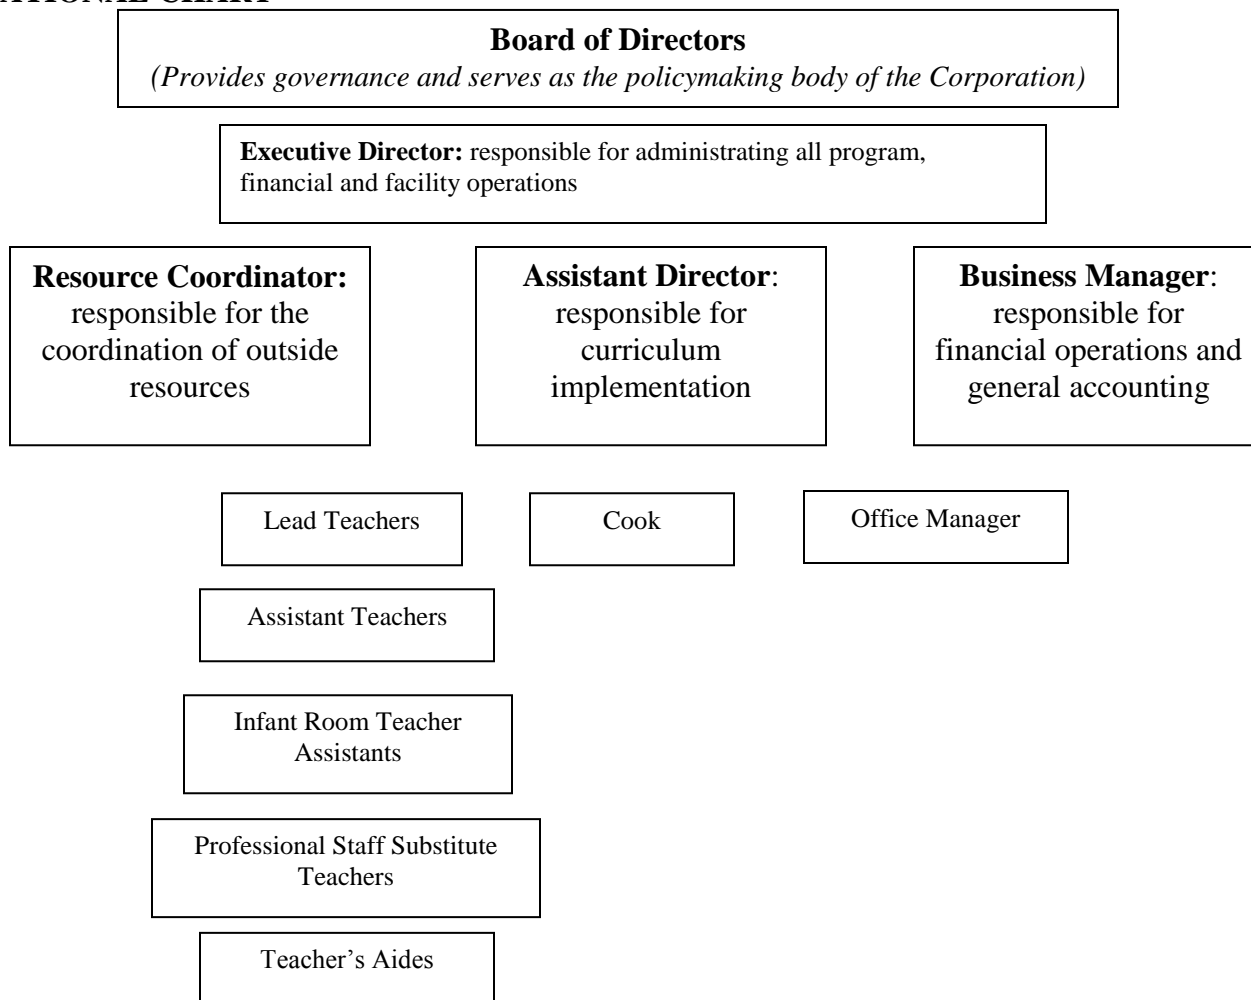 ATIONAL CHART
Board of Directors
(Provides governance and serves as the policymaking body of the Corporation)
Executive Director: responsible for administrating all program,
financial and facility operations
Resource Coordinator:
responsible for the
coordination of outside
resources
Assistant Director:
responsible for
curriculum
implementation
Business Manager:
responsible for
financial operations and
general accounting
Lead Teachers
Cook
Office Manager
Assistant Teachers
Infant Room Teacher
Assistants
Professional Staff Substitute
Teachers
Teacher’s Aides